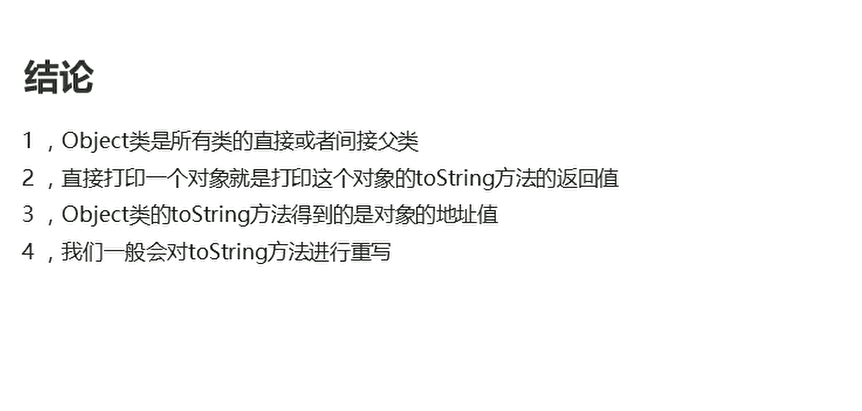 结论
1 ，Object类是所有类的直接或者间接父类
2 ，直接打印一个对象就是打印这个对象的toString方法的返回值
3 ，Object类的toString方法得到的是对象的地址值
4 ，我们一般会对toString方法进行重写